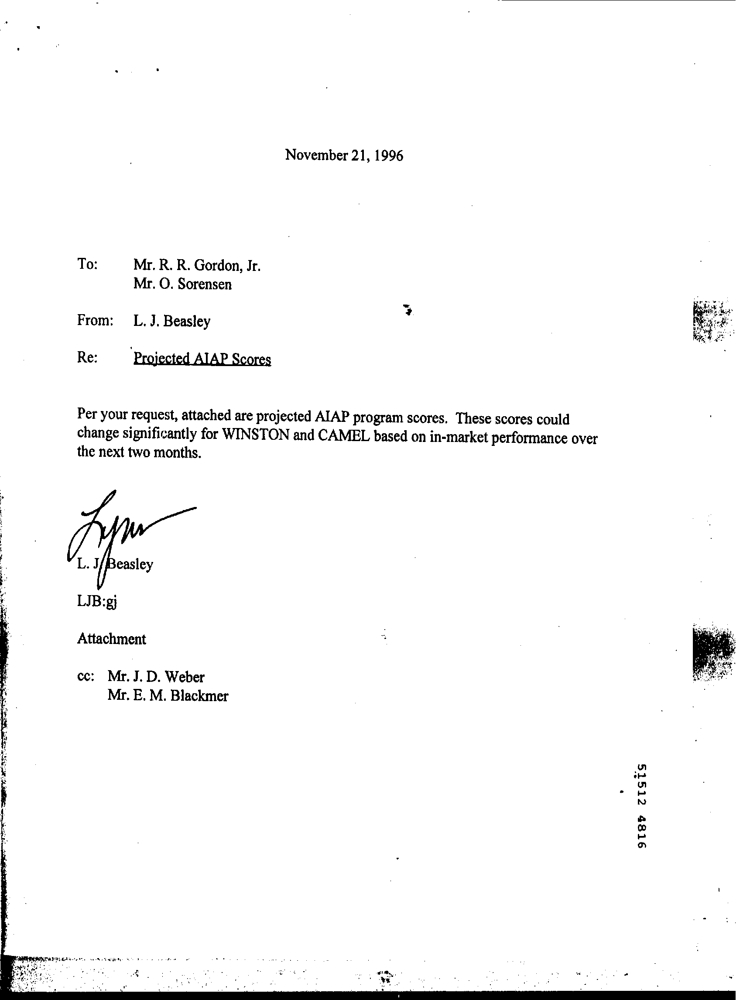 November 21, 1996
To: Mr. R. R. Gordon, Jr.
Mr. O. Sorensen
From: L. J. Beasley
Re: Projected AIAP Scores
Per your request, attached are projected AIAP program scores. These scores could
change significantly for WINSTON and CAMEL based on in-market performance over
the next two months.
Lynn
L. J. Beasley
LJB:gj
Attachment
cc: Mr. J. D. Weber
Mr. E. M. Blackmer
51512 4816